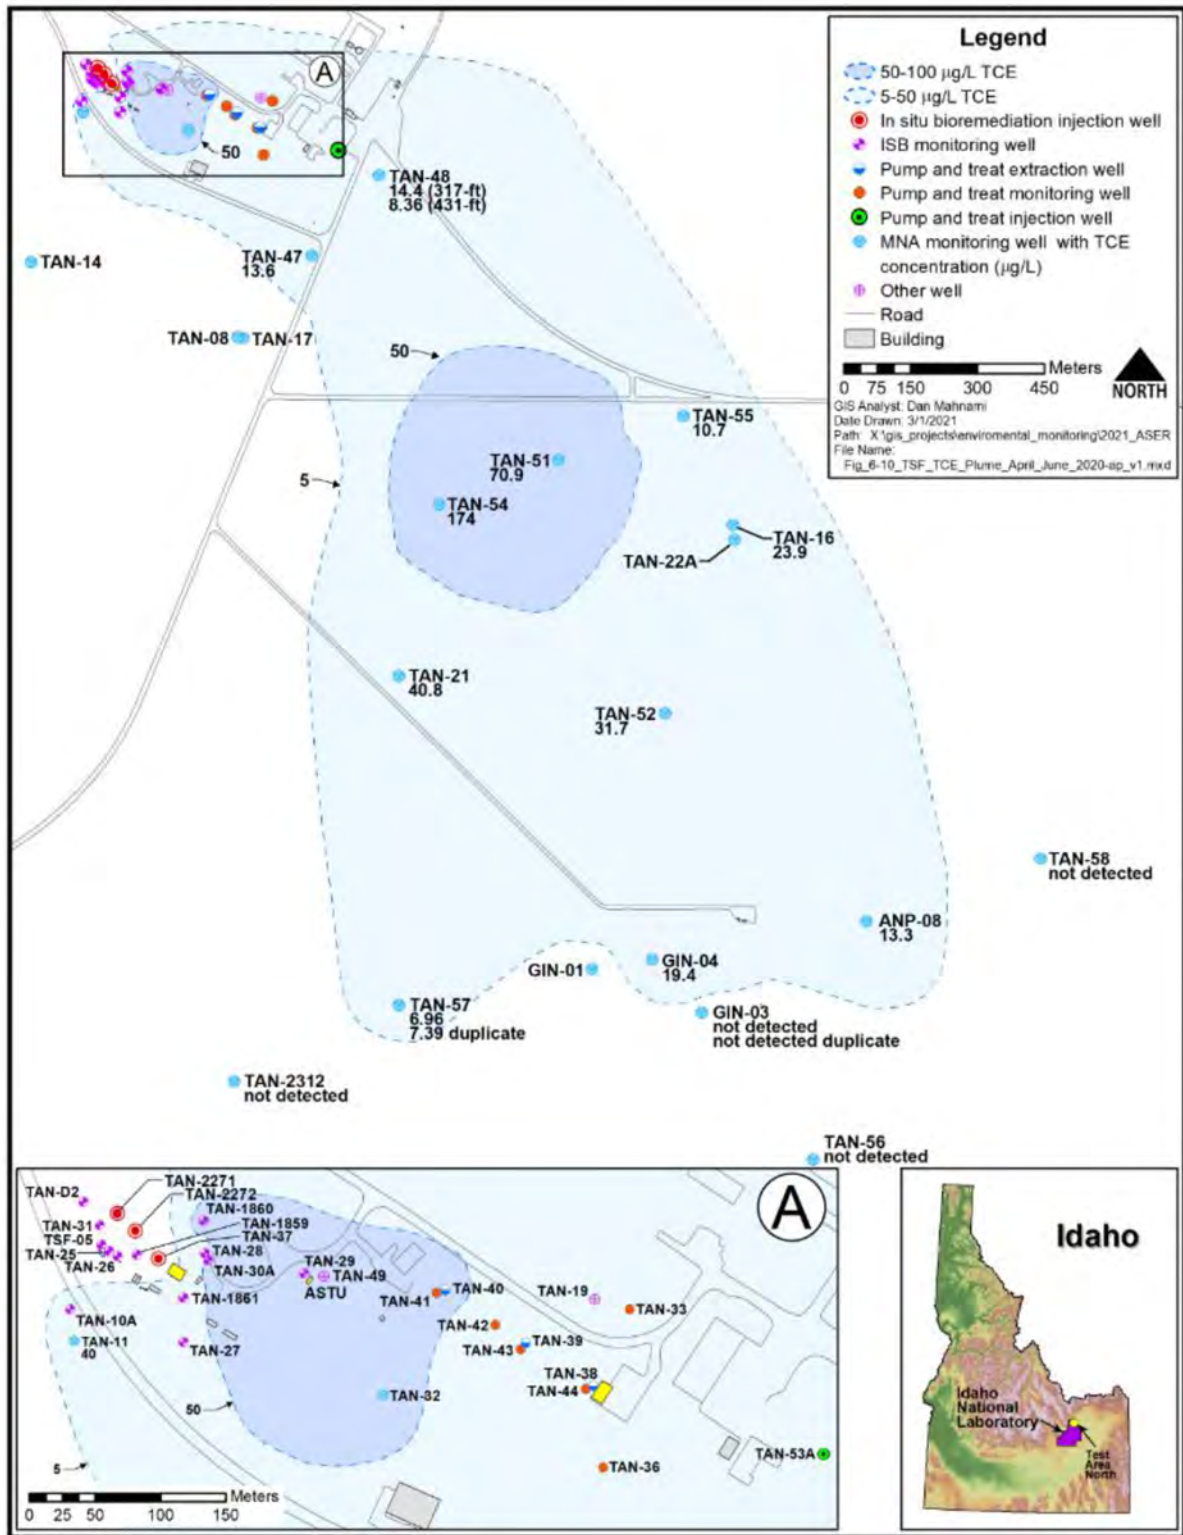 Legend
50-100 µg/L TCE
5-50 µg/L TCE
In situ bioremediation injection well
ISB monitoring well
Pump and treat extraction well
Pump and treat monitoring well
Pump and treat injection well
MNA monitoring well with TCE
concentration (µg/L)
Other well
Road
Building
Meters
0 75 150 300 450
NORTH
GIS Analyst: Dan Mahnami
Date Drawn: 3/1/2021
Path: X:\gis_projects\enviromental_monitoring\2021_ASER
File Name:
Fig_6-10_TSF_TCE_Plume_April_June_2020-ap_v1.mxd
A
50
TAN-48
14.4 (317-ft)
8.36 (431-ft)
TAN-47
13.6
TAN-14
TAN-08
TAN-17
50
TAN-55
10.7
TAN-51
70.9
5
TAN-54
174
TAN-16
23.9
TAN-22A
TAN-21
40.8
TAN-52
31.7
TAN-58
not detected
ANP-08
13.3
GIN-01
GIN-04
19.4
TAN-57
6.96
7.39 duplicate
GIN-03
not detected
not detected duplicate
TAN-2312
not detected
TAN-56
not detected
A
TAN-D2
TAN-2271
TAN-2272
TAN-1860
TAN-31
TSF-05
TAN-1859
TAN-25
TAN-37
TAN-26
TAN-28
TAN-30A
TAN-29
TAN-49
ASTU
TAN-1861
TAN-10A
TAN-11
40
TAN-27
TAN-41
TAN-40
TAN-19
TAN-33
TAN-42
TAN-39
TAN-43
TAN-38
TAN-44
TAN-32
50
5
TAN-36
TAN-53A
Meters
0 25 50 100 150
Idaho
Idaho
National
Laboratory
Test
Area
North